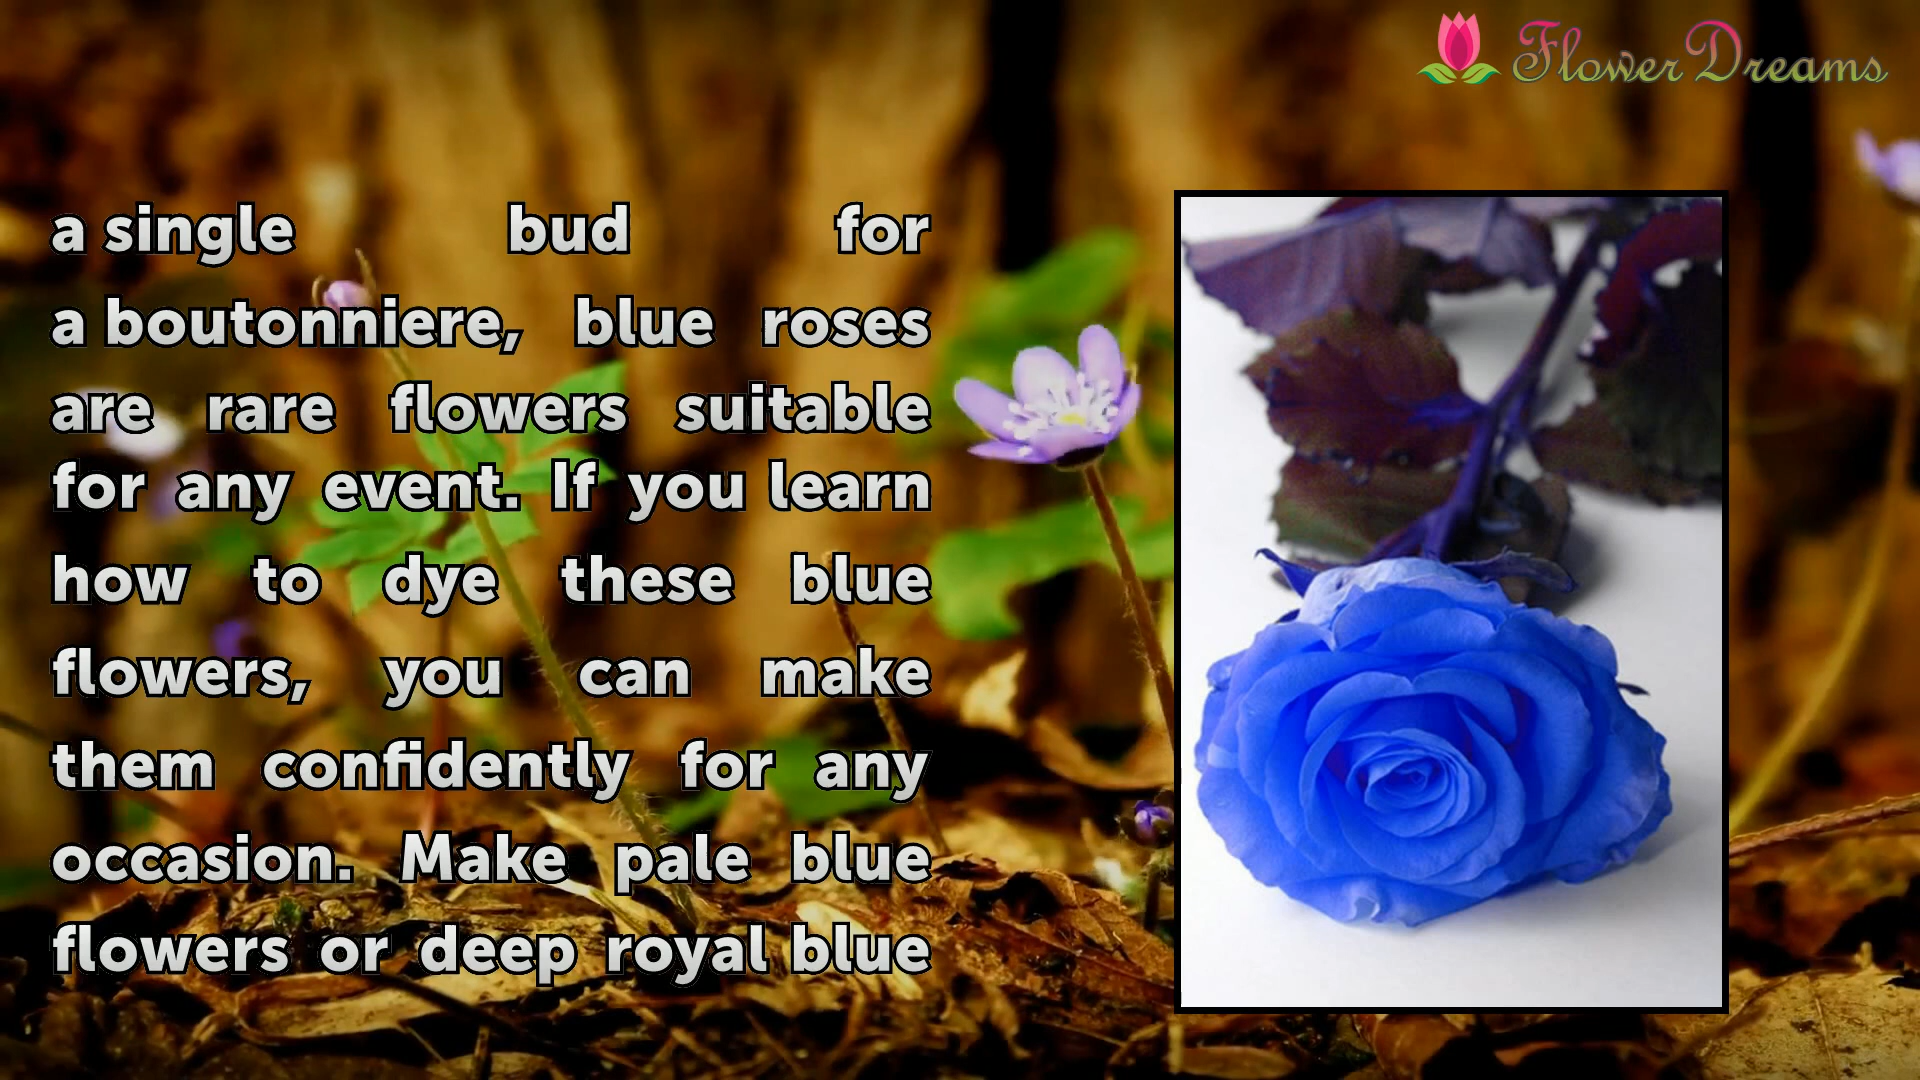 Flower Dreams
a single bud for
a boutonniere, blue roses
are rare flowers suitable
for any event. If you learn
how to dye these blue
flowers, you can make
them confidently for any
occasion. Make pale blue
flowers or deep royal blue